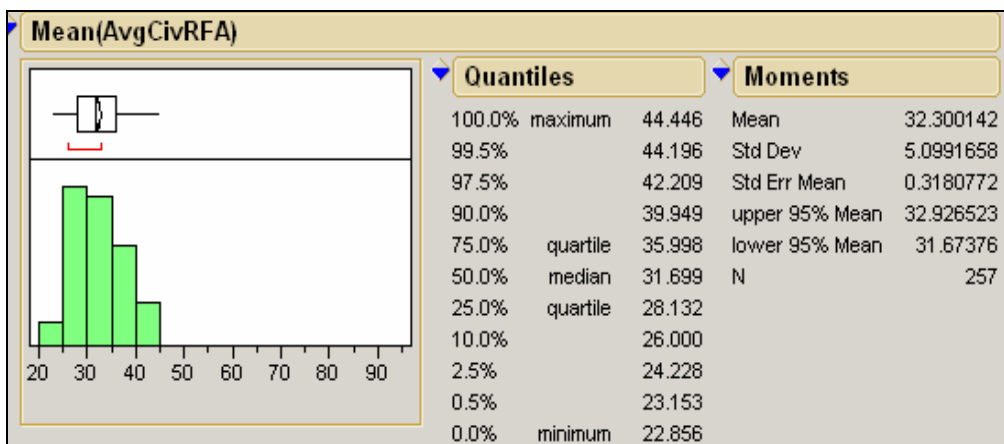 Mean(AvgCivRFA)
20 30 40 50 60 70 80 90
Quantiles
100.0% maximum 44.446
99.5% 44.196
97.5% 42.209
90.0% 39.949
75.0% quartile 35.998
50.0% median 31.699
25.0% quartile 28.132
10.0% 26.000
2.5% 24.228
0.5% 23.153
0.0% minimum 22.856
Moments
Mean 32.300142
Std Dev 5.0991658
Std Err Mean 0.3180772
upper 95% Mean 32.926523
lower 95% Mean 31.67376
N 257